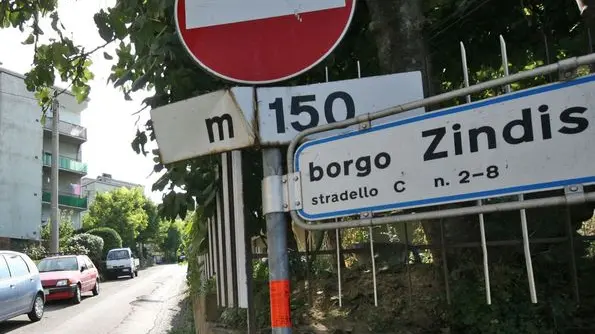 m 150
borgo Zindis
stradello C n. 2-8